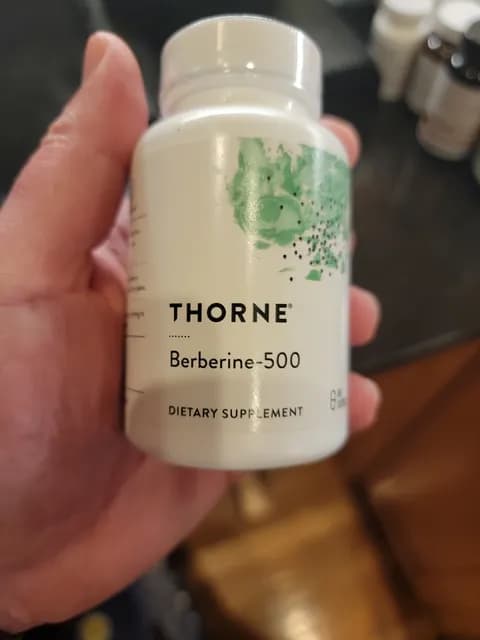 THORNE®
Berberine-500
DIETARY SUPPLEMENT